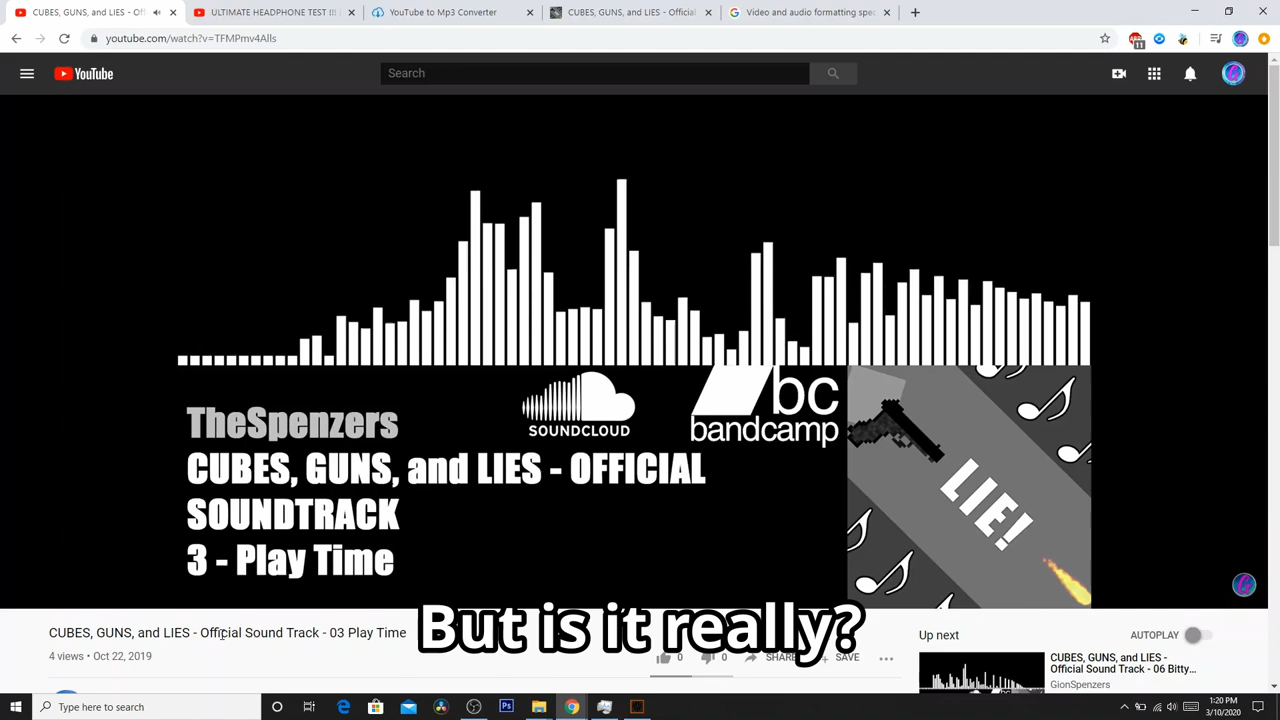 CUBES, GUNS, and LIES - Off
ULTIMATE HEADPHONE TEST !!!
YouTube to Mp3 Converter
CUBES, GUNS, and LIES - Official
Video and audio formatting spec
youtube.com/watch?v=TFMPmv4Alls
11
YouTube
Search
TheSpenzers
CUBES, GUNS, and LIES - OFFICIAL
SOUNDTRACK
3 - Play Time
SOUNDCLOUD
bc
bandcamp
LIE!
But is it really?
CUBES, GUNS, and LIES - Official Sound Track - 03 Play Time
4 views • Oct 22, 2019
0
0
SHARE
SAVE
Up next
AUTOPLAY
CUBES, GUNS, and LIES -
Official Sound Track - 06 Bitty...
GionSpenzers
Type here to search
Ps
1:20 PM
3/10/2020